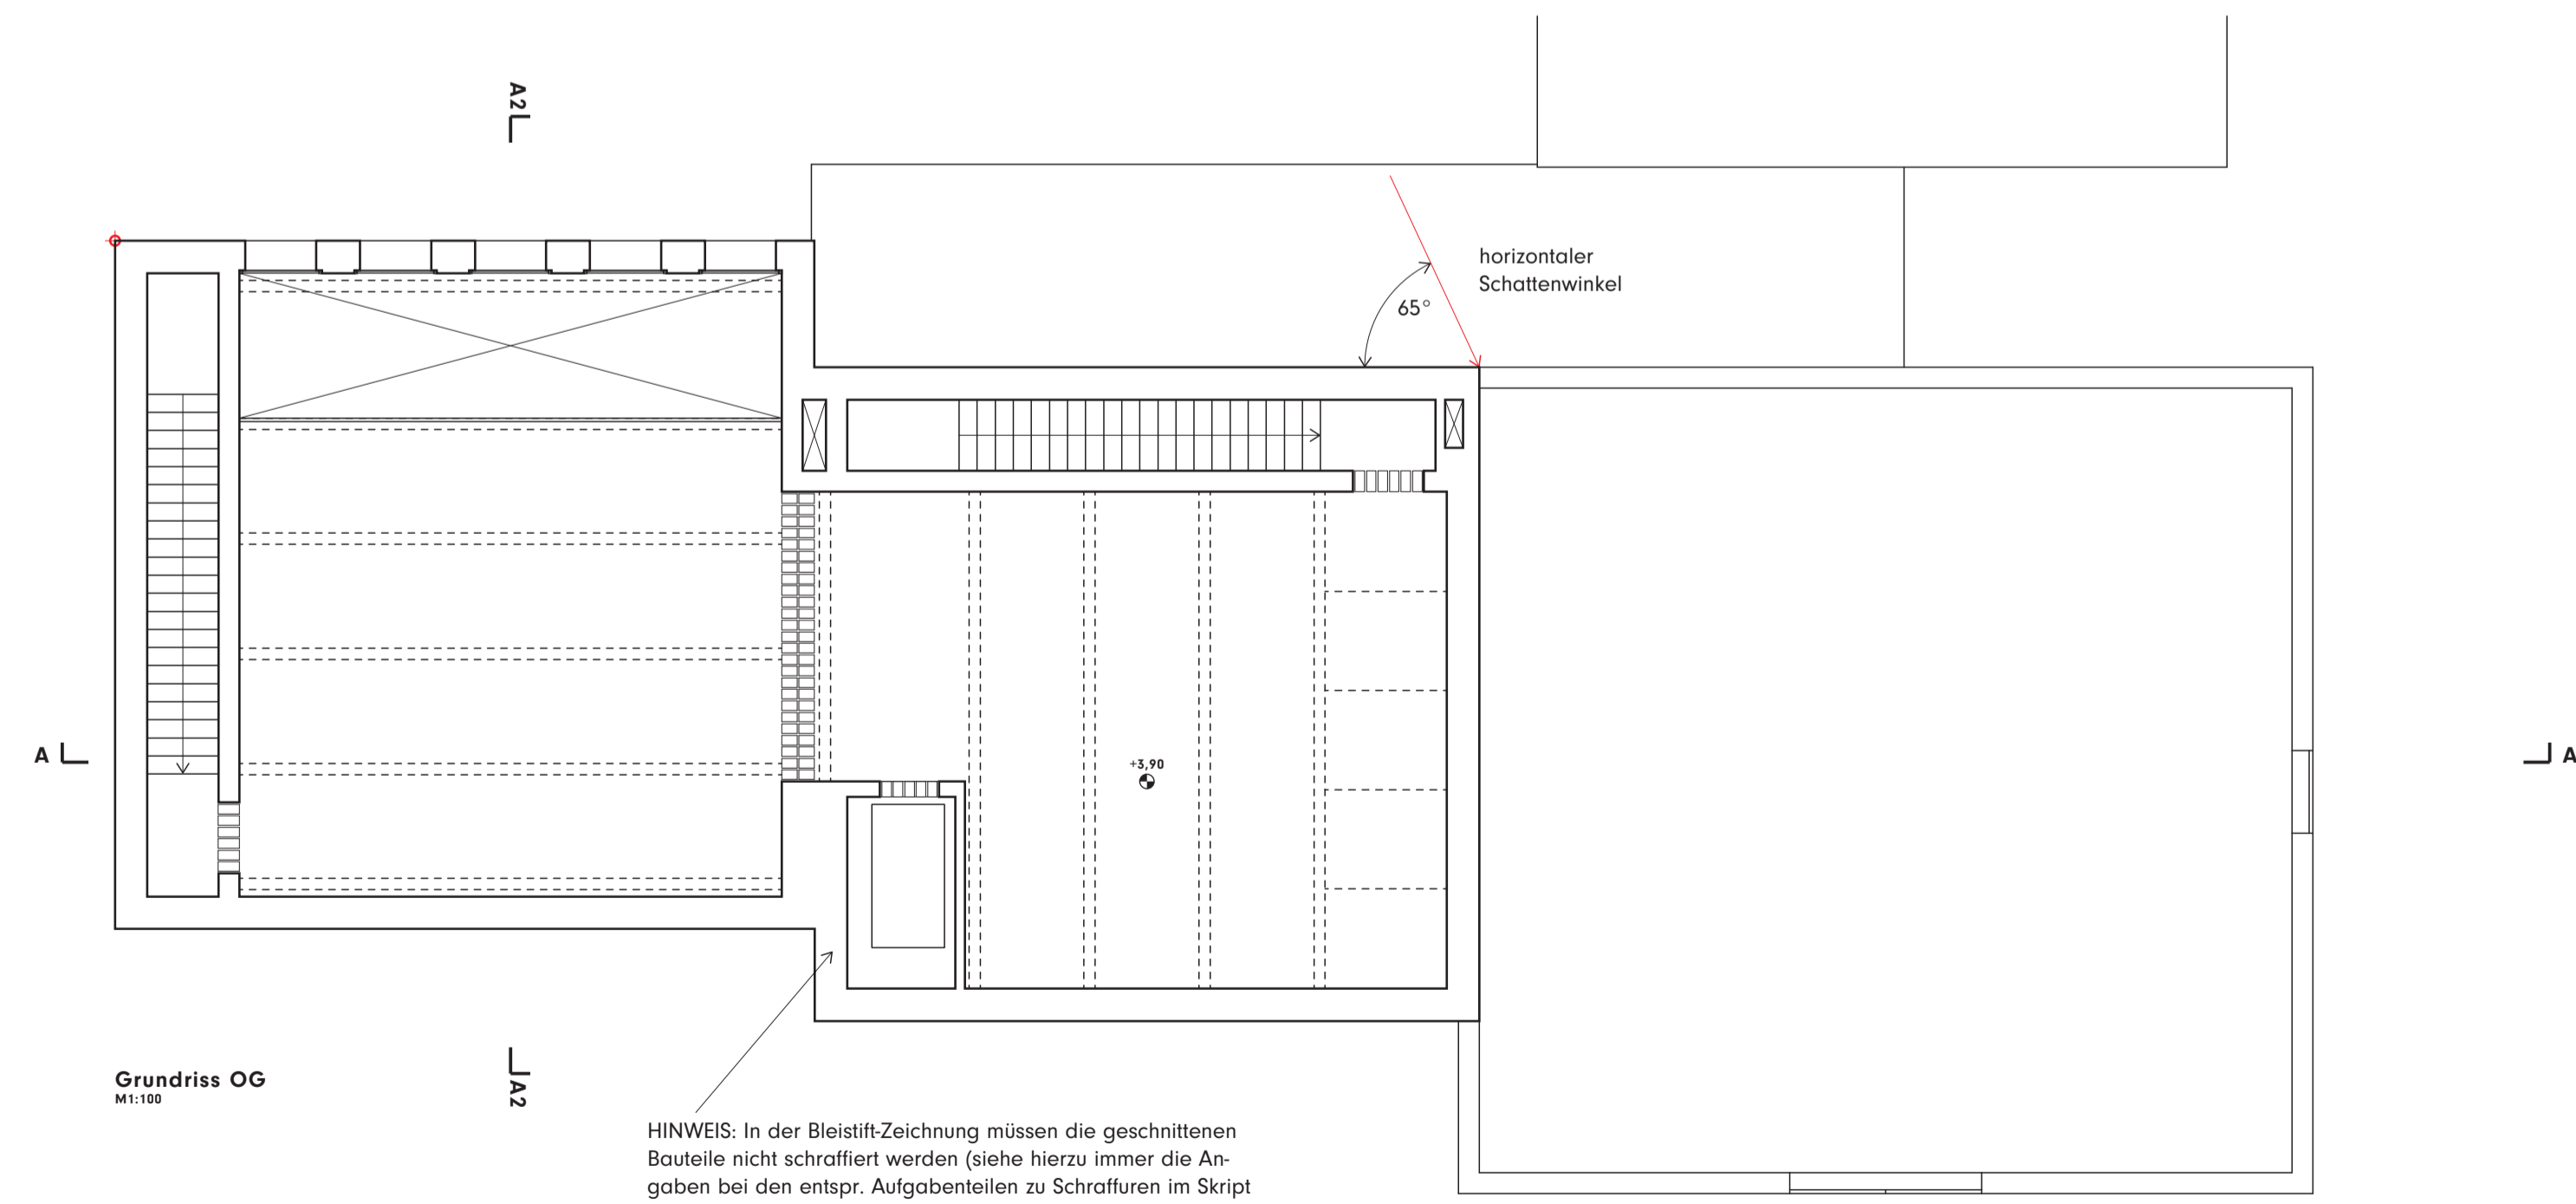 A2
horizontaler
Schattenwinkel
65°
A
+3,90
A
Grundriss OG
M1:100
A2
HINWEIS: In der Bleistift-Zeichnung müssen die geschnittenen
Bauteile nicht schraffiert werden (siehe hierzu immer die An-
gaben bei den entspr. Aufgabenteilen zu Schraffuren im Skript